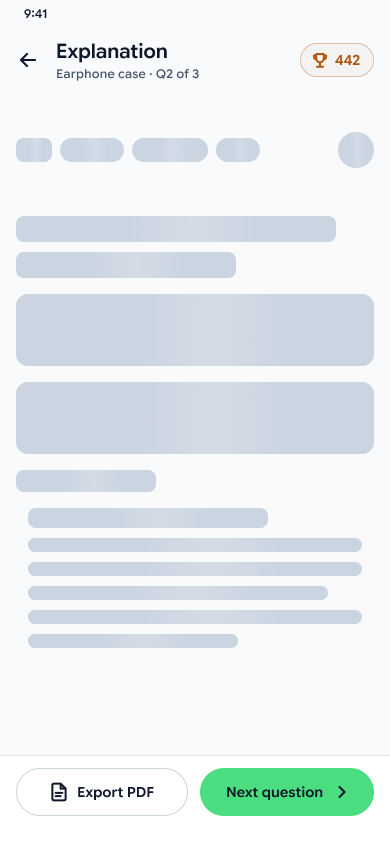 9:41
Explanation
Earphone case · Q2 of 3
442
Export PDF
Next question